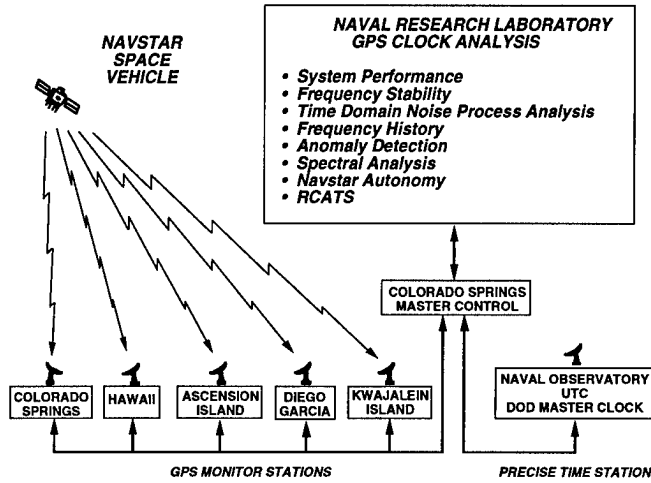 NAVSTAR
SPACE
VEHICLE
NAVAL RESEARCH LABORATORY
GPS CLOCK ANALYSIS
• System Performance
• Frequency Stability
• Time Domain Noise Process Analysis
• Frequency History
• Anomaly Detection
• Spectral Analysis
• Navstar Autonomy
• RCATS
COLORADO SPRINGS
MASTER CONTROL
COLORADO
SPRINGS
HAWAII
ASCENSION
ISLAND
DIEGO
GARCIA
KWAJALEIN
ISLAND
NAVAL OBSERVATORY
UTC
DOD MASTER CLOCK
GPS MONITOR STATIONS
PRECISE TIME STATION